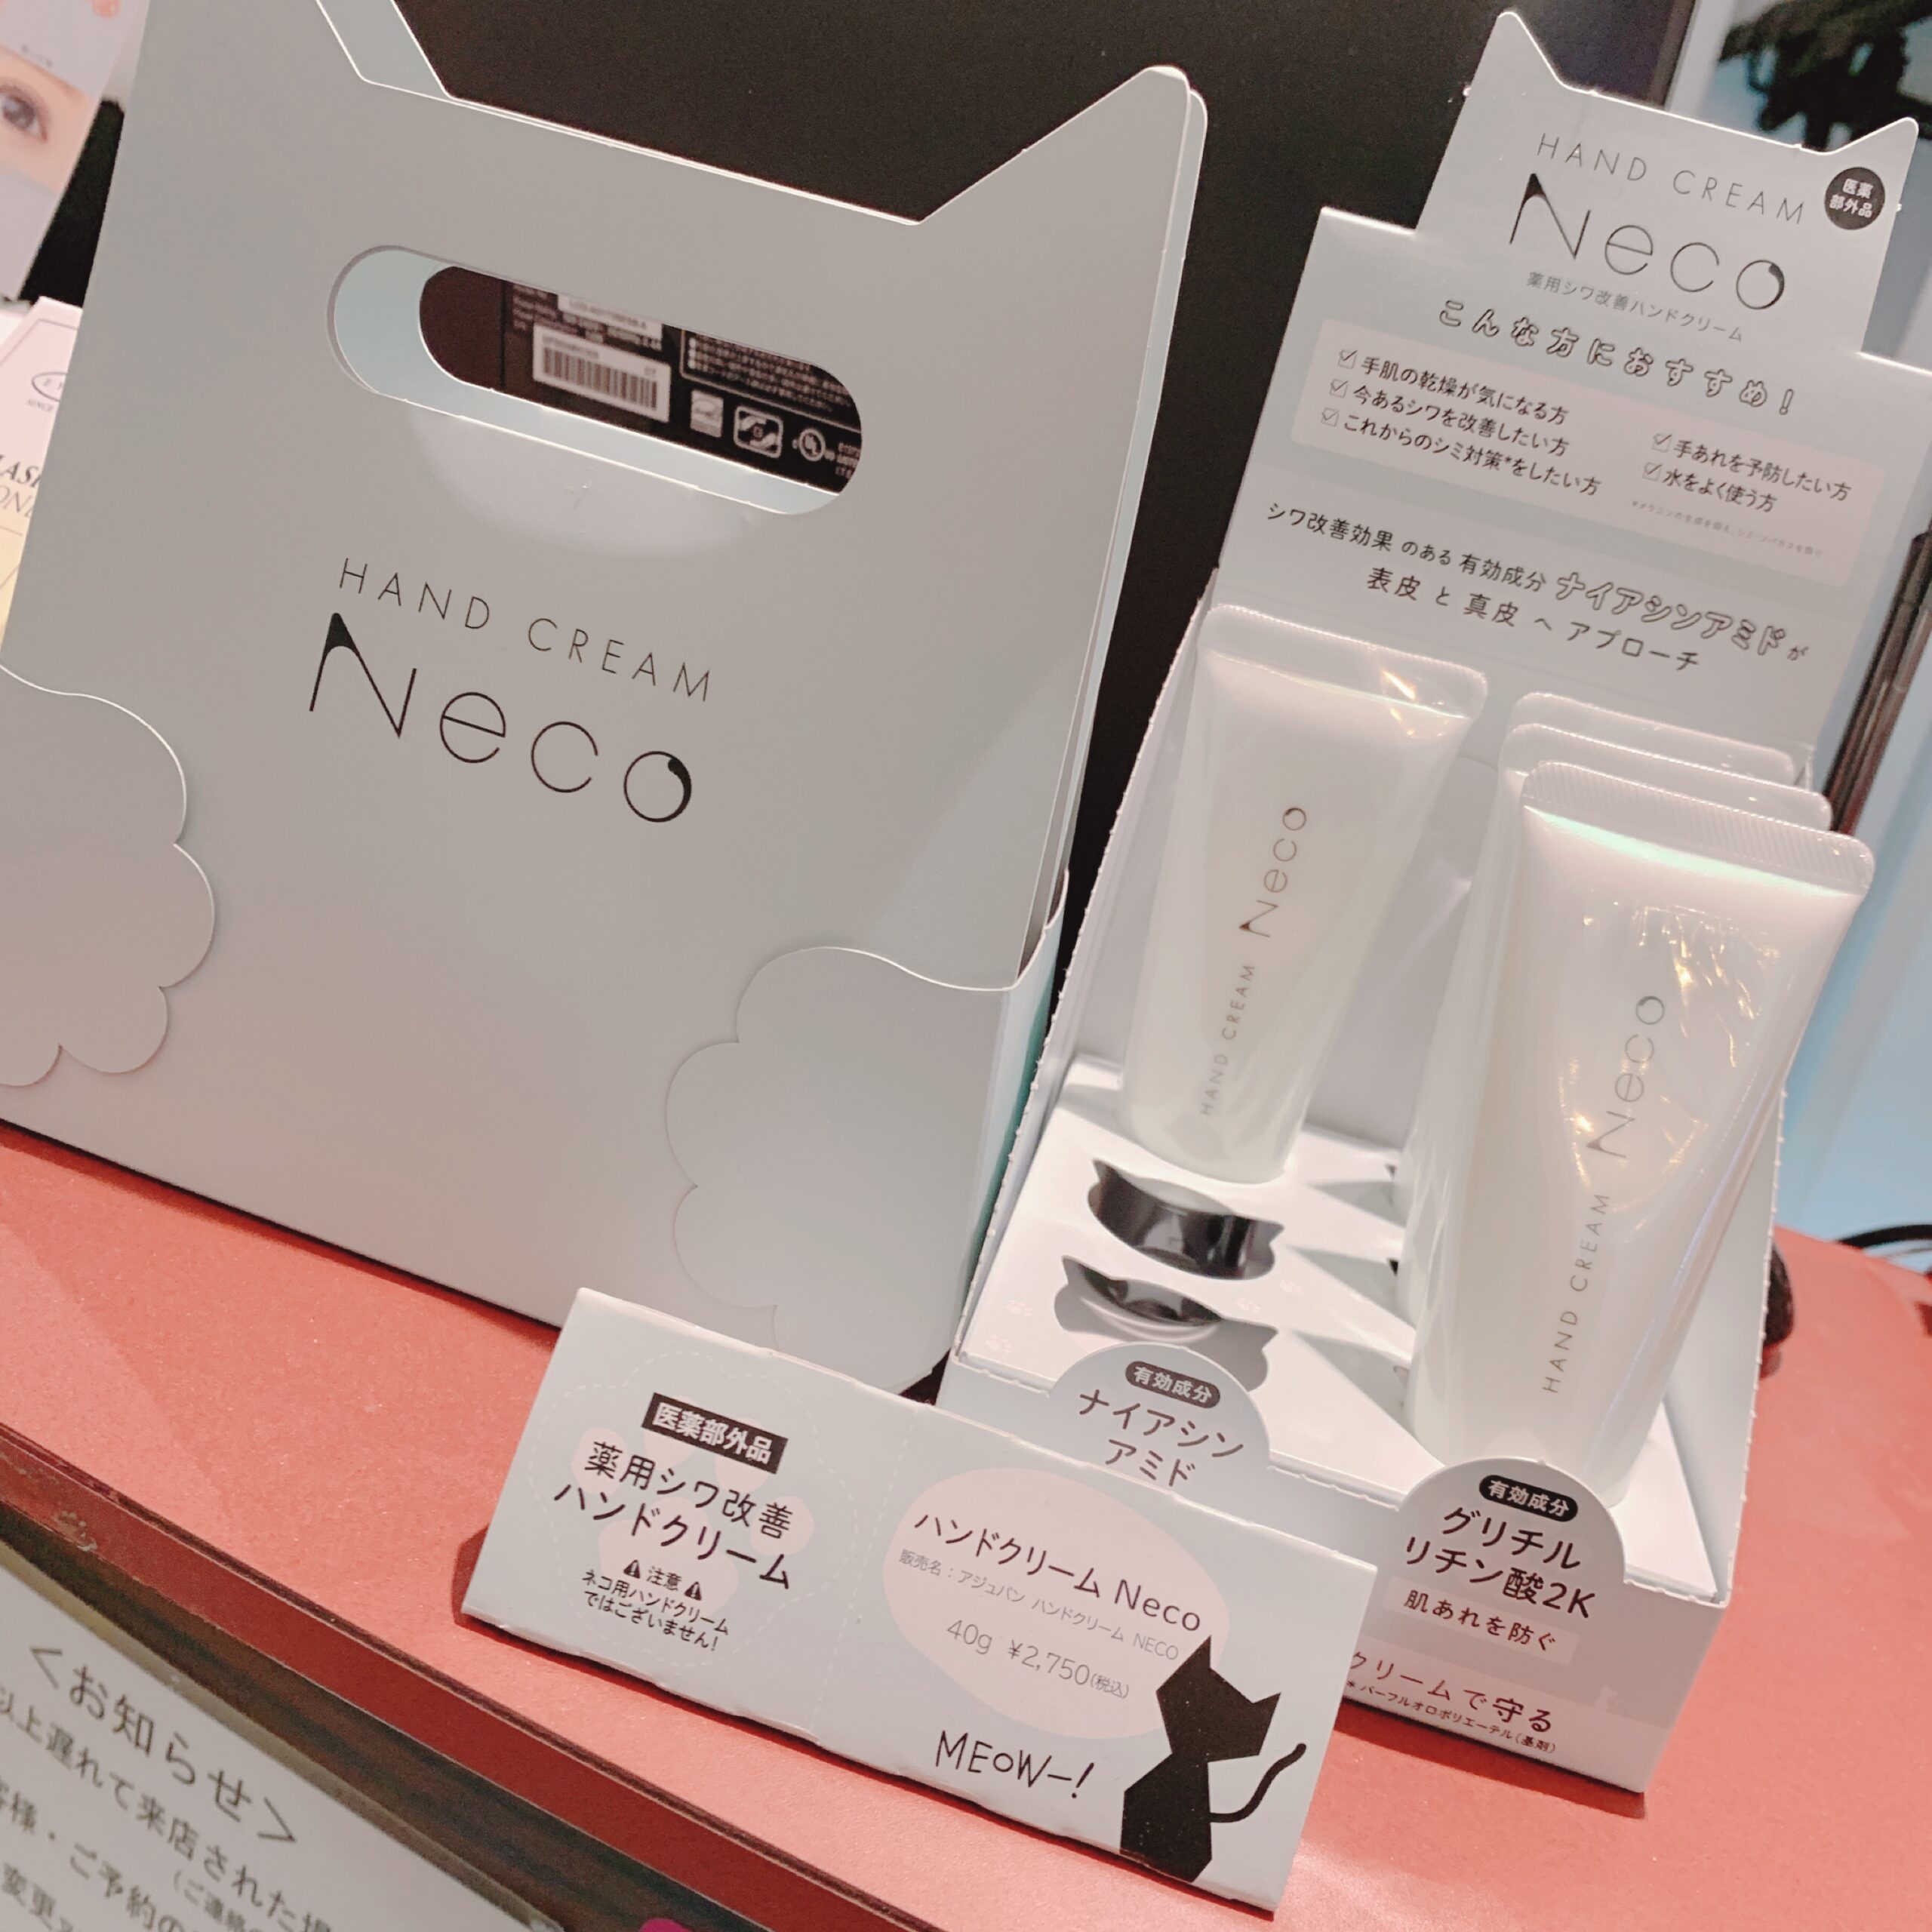 HAND CREAM
Neco
HAND CREAM
Neco
医薬
部外品
薬用シワ改善ハンドクリーム
こんな方におすすめ!
手肌の乾燥が気になる方
今あるシワを改善したい方
これからのシミ対策*をしたい方
手あれを予防したい方
水をよく使う方
シワ改善効果のある有効成分ナイアシンアミドが
表皮と真皮へアプローチ
HAND CREAM Neco
HAND CREAM Neco
有効成分
ナイアシン
アミド
有効成分
グリチル
リチン酸2K
肌あれを防ぐ
クリームで守る
* パーフルオロポリエーテル(基剤)
医薬部外品
薬用シワ改善
ハンドクリーム
注意
ネコ用ハンドクリーム
ではございません!
ハンドクリーム Neco
販売名:アジュバン ハンドクリーム NECO
40g ¥2,750(税込)
MEOW—!
<お知らせ>
以上遅れて来店された
ご予約の
変更